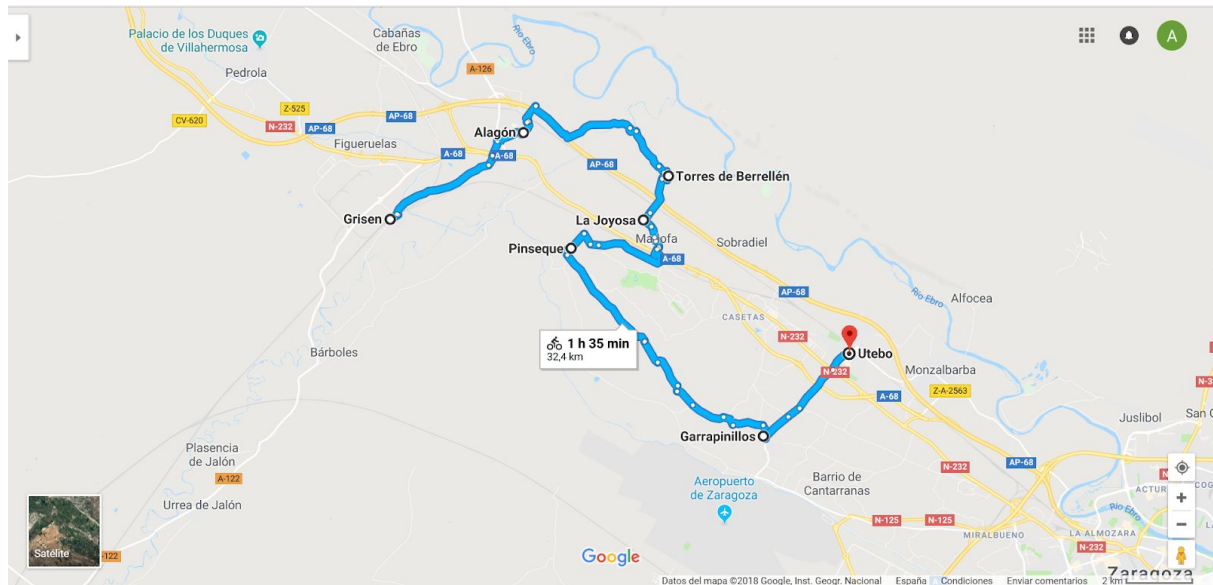 Palacio de los Duques
de Villahermosa
Cabañas
de Ebro
Río Ebro
A
Pedrola
A-126
Z-525
CV-620
N-232
AP-68
AP-68
Alagón
Figueruelas
A-68
A-68
AP-68
Torres de Berrellén
Grisen
La Joyosa
Marlofa
Sobradiel
Pinseque
A-68
AP-68
Río Ebro
Alfocea
CASETAS
N-232
1 h 35 min
32,4 km
Bárboles
Utebo
N-232
Monzalbarba
Z-A-2563
A-68
Juslibol
Garrapinillos
Plasencia
de Jalón
A-122
AP-68
N-232
Aeropuerto
de Zaragoza
Barrio de
Cantarranas
Urrea de Jalón
Río Ebro
N-125
N-125
MIRALBUENO
LA ALMOZARA
N-232
Satélite
-122
Google
Zaragoza
Datos del mapa ©2018 Google, Inst. Geogr. Nacional España Condiciones Enviar comentarios 2 km